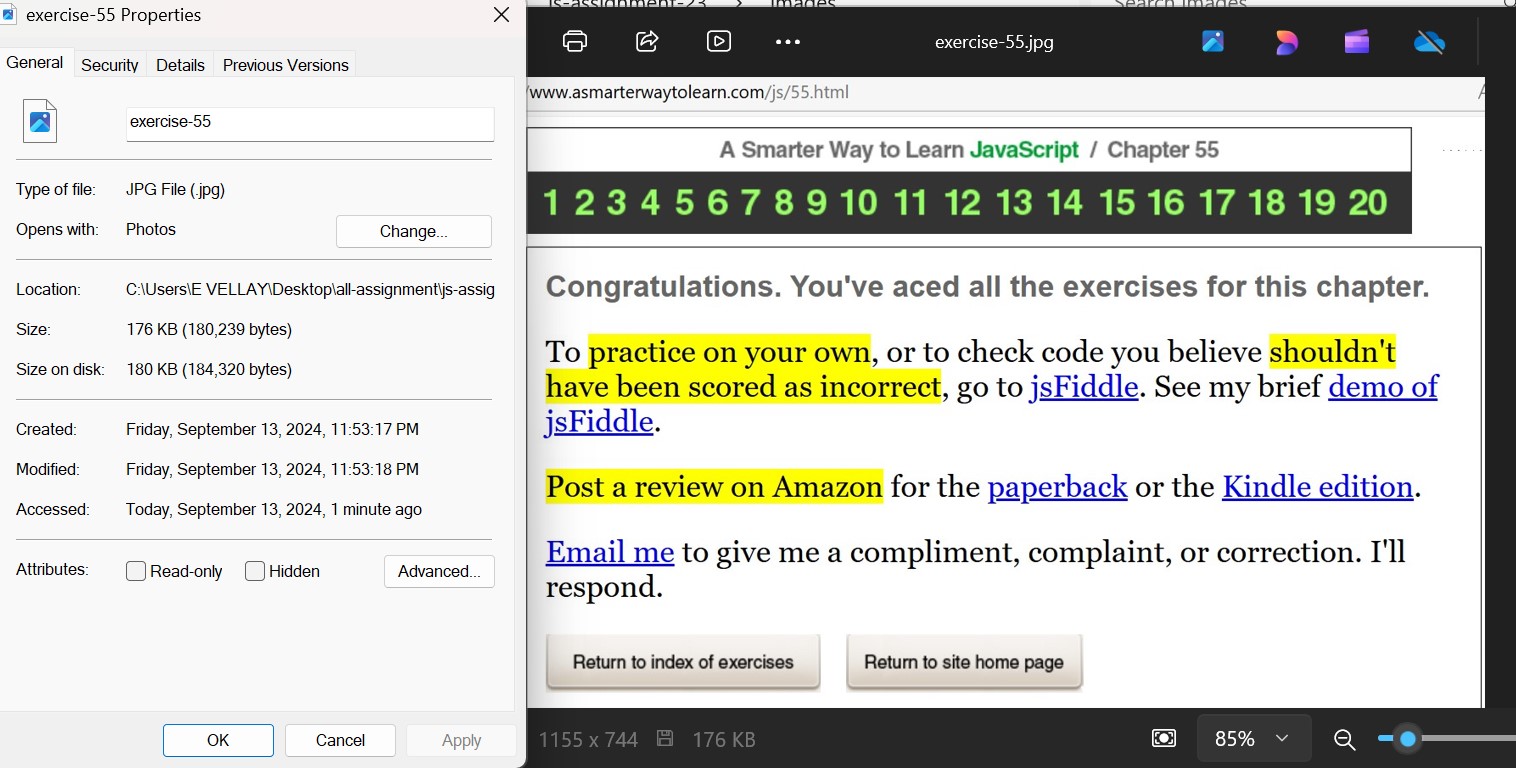 exercise-55 Properties
General
Security
Details
Previous Versions
exercise-55
Type of file:
JPG File (.jpg)
Opens with:
Photos
Change...
Location:
C:\Users\E VELLAY\Desktop\all-assignment\js-assig
Size:
176 KB (180,239 bytes)
Size on disk:
180 KB (184,320 bytes)
Created:
Friday, September 13, 2024, 11:53:17 PM
Modified:
Friday, September 13, 2024, 11:53:18 PM
Accessed:
Today, September 13, 2024, 1 minute ago
Attributes:
Read-only
Hidden
Advanced...
OK
Cancel
Apply
js-assignment-23 > images
Search images
exercise-55.jpg
/www.asmarterwaytolearn.com/js/55.html
A Smarter Way to Learn JavaScript / Chapter 55
1 2 3 4 5 6 7 8 9 10 11 12 13 14 15 16 17 18 19 20
Congratulations. You've aced all the exercises for this chapter.
To practice on your own, or to check code you believe shouldn't
have been scored as incorrect, go to jsFiddle. See my brief demo of
jsFiddle.
Post a review on Amazon for the paperback or the Kindle edition.
Email me to give me a compliment, complaint, or correction. I'll
respond.
Return to index of exercises
Return to site home page
1155 x 744
176 KB
85%